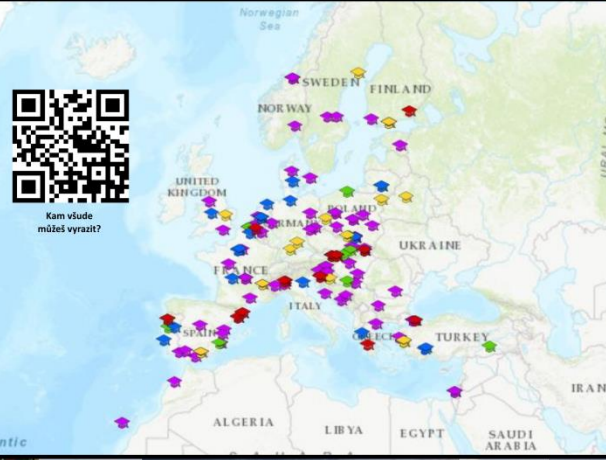 Norwegian
Sea
SWEDEN
FINLAND
NORWAY
UNITED
KINGDOM
Kam všude
můžeš vyrazit?
POLAND
GERMANY
UKRAINE
FRANCE
ITALY
SPAIN
GREECE
TURKEY
IRAN
ALGERIA
LIBYA
EGYPT
SAUDI
ARABIA
ntic